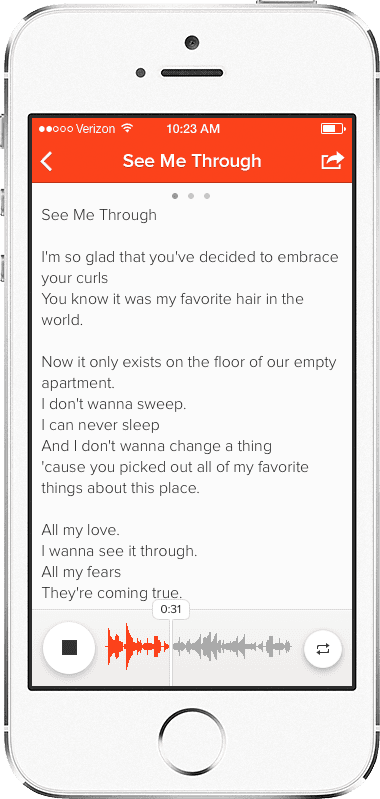 Verizon 10:23 AM
See Me Through
See Me Through
I'm so glad that you've decided to embrace
your curls
You know it was my favorite hair in the
world.
Now it only exists on the floor of our empty
apartment.
I don't wanna sweep.
I can never sleep
And I don't wanna change a thing
'cause you picked out all of my favorite
things about this place.
All my love.
I wanna see it through.
All my fears
They're coming true.
0:31